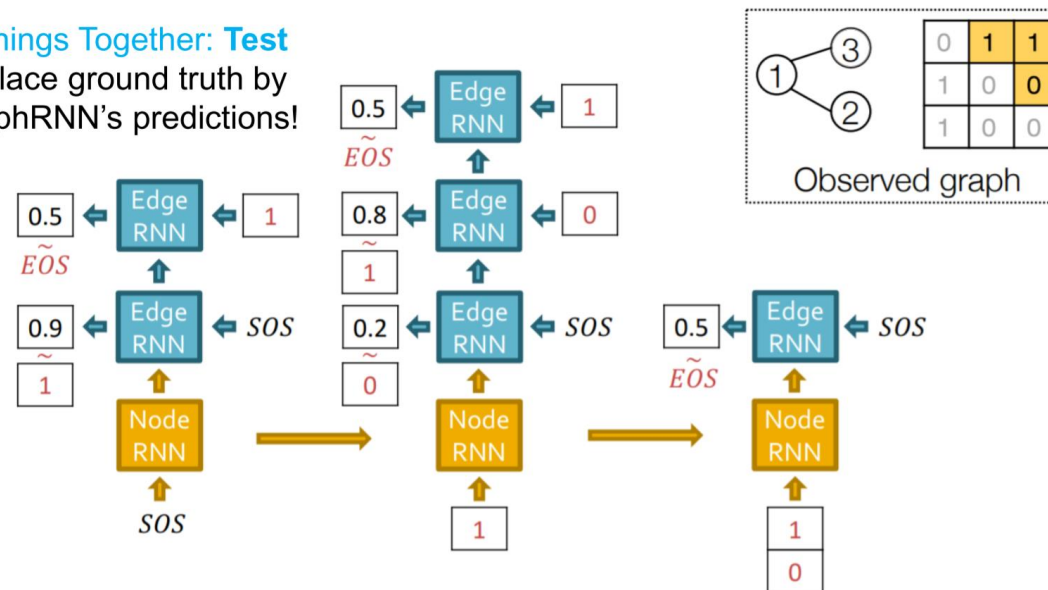 nings Together: Test
lace ground truth by
phRNN's predictions!
3
1
2
0 1 1
1 0 0
1 0 0
Observed graph
0.5
Edge
RNN
1
~
EOS
0.5
Edge
RNN
1
~
EOS
0.8
Edge
RNN
0
~
1
0.9
Edge
RNN
SOS
~
1
0.2
Edge
RNN
SOS
~
0
0.5
Edge
RNN
SOS
~
EOS
Node
RNN
Node
RNN
Node
RNN
SOS
1
1
0